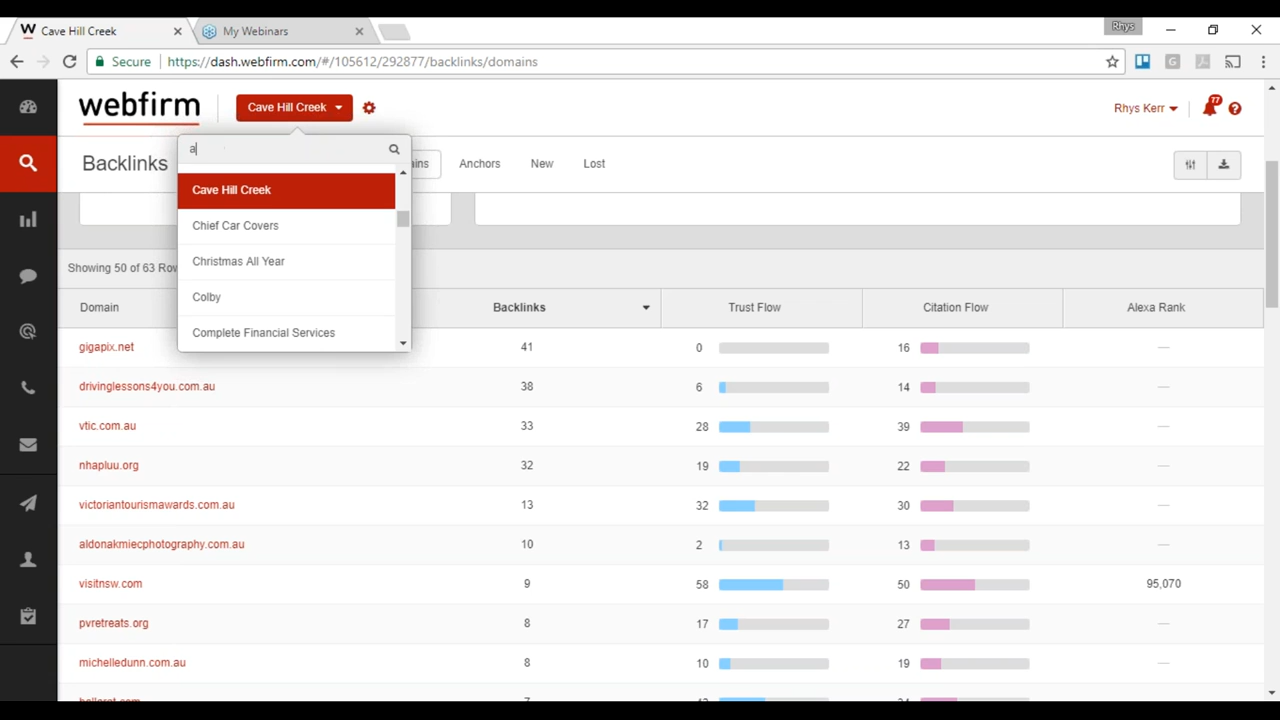 Cave Hill Creek
My Webinars
Rhys
Secure https://dash.webfirm.com/#/105612/292877/backlinks/domains
webfirm
Cave Hill Creek
Rhys Kerr
77
?
a
Backlinks
ains
Anchors
New
Lost
Cave Hill Creek
Chief Car Covers
Christmas All Year
Colby
Complete Financial Services
Showing 50 of 63 Ro
Domain Backlinks Trust Flow Citation Flow Alexa Rank
gigapix.net 41 0 16 —
drivinglessons4you.com.au 38 6 14 —
vtic.com.au 33 28 39 —
nhapluu.org 32 19 22 —
victoriantourismawards.com.au 13 32 30 —
aldonakmiecphotography.com.au 10 2 13 —
visitnsw.com 9 58 50 95,070
pvretreats.org 8 17 27 —
michelledunn.com.au 8 10 19 —